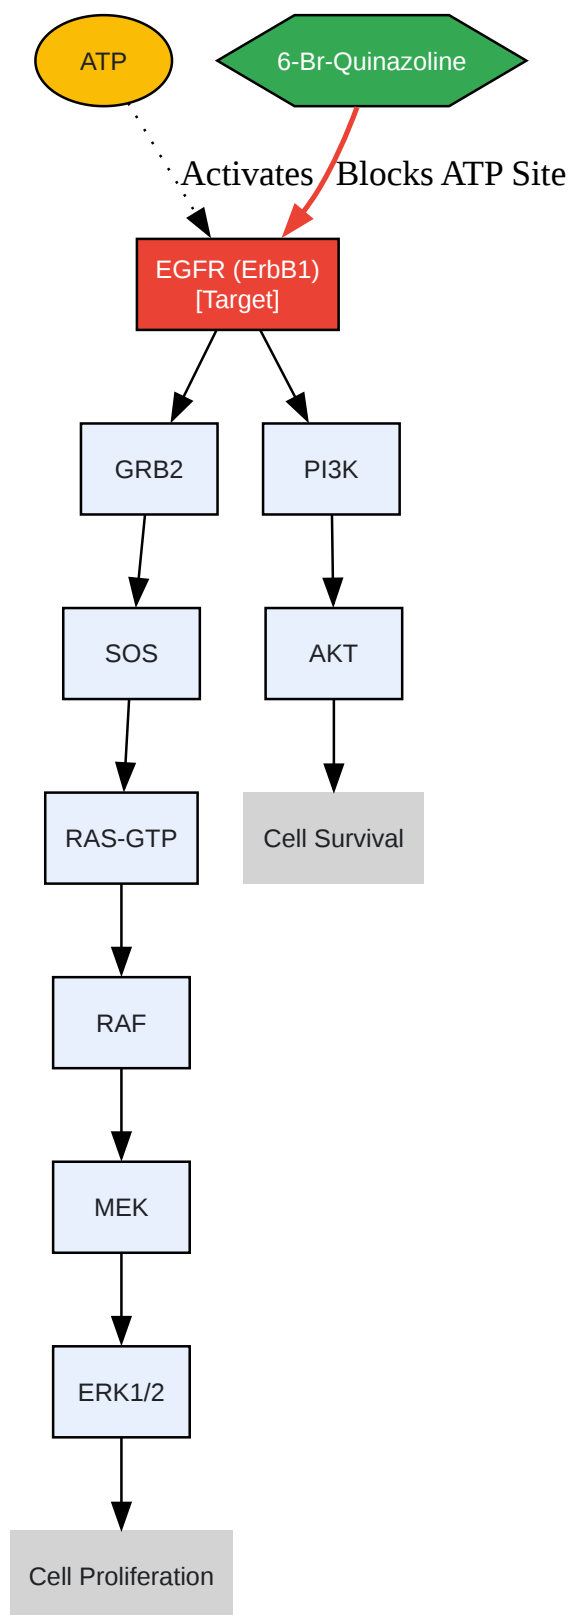 ATP
6-Br-Quinazoline
Activates
Blocks ATP Site
EGFR (ErbB1)
[Target]
GRB2
PI3K
SOS
AKT
RAS-GTP
Cell Survival
RAF
MEK
ERK1/2
Cell Proliferation